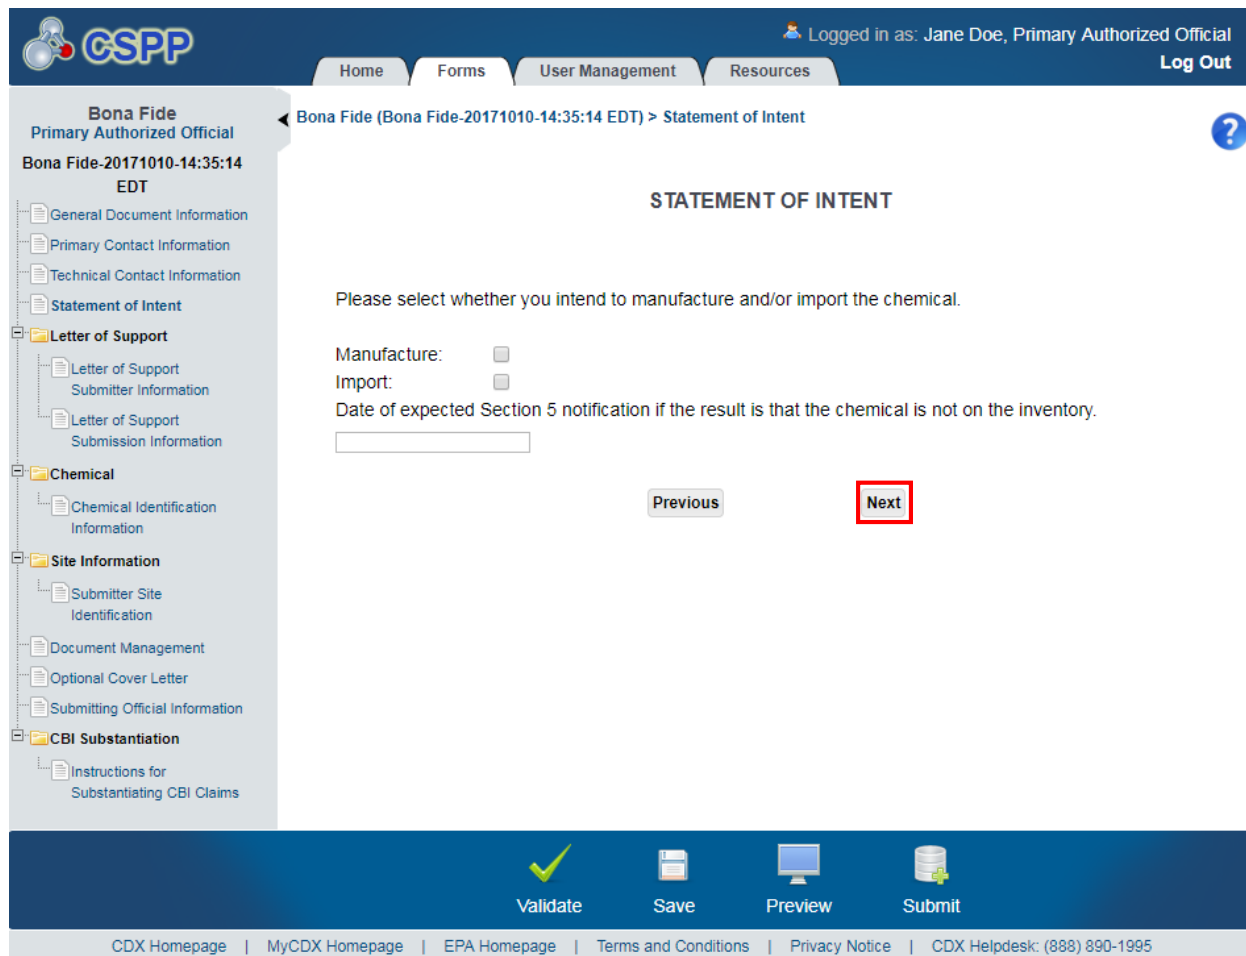 CSPP
Logged in as: Jane Doe, Primary Authorized Official
Log Out
Home Forms User Management Resources
Bona Fide
Primary Authorized Official
Bona Fide-20171010-14:35:14
EDT
General Document Information
Primary Contact Information
Technical Contact Information
Statement of Intent
Letter of Support
Letter of Support
Submitter Information
Letter of Support
Submission Information
Chemical
Chemical Identification
Information
Site Information
Submitter Site
Identification
Document Management
Optional Cover Letter
Submitting Official Information
CBI Substantiation
Instructions for
Substantiating CBI Claims
Bona Fide (Bona Fide-20171010-14:35:14 EDT) > Statement of Intent
?
STATEMENT OF INTENT
Please select whether you intend to manufacture and/or import the chemical.
Manufacture:
Import:
Date of expected Section 5 notification if the result is that the chemical is not on the inventory.
Previous Next
Validate Save Preview Submit
CDX Homepage | MyCDX Homepage | EPA Homepage | Terms and Conditions | Privacy Notice | CDX Helpdesk: (888) 890-1995